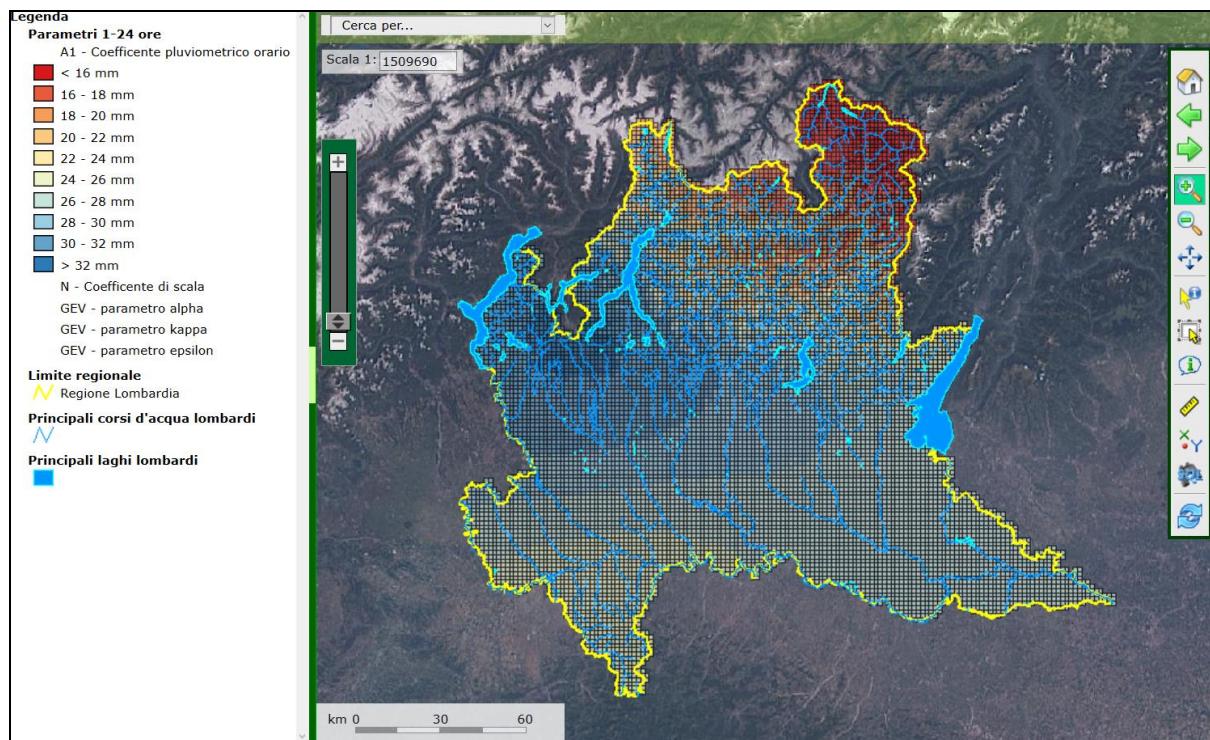 Legenda
Parametri 1-24 ore
A1 - Coefficente pluviometrico orario
< 16 mm
16 - 18 mm
18 - 20 mm
20 - 22 mm
22 - 24 mm
24 - 26 mm
26 - 28 mm
28 - 30 mm
30 - 32 mm
> 32 mm
N - Coefficente di scala
GEV - parametro alpha
GEV - parametro kappa
GEV - parametro epsilon
Limite regionale
Regione Lombardia
Principali corsi d'acqua lombardi
Principali laghi lombardi
Cerca per...
Scala 1: 1509690
X Y
km 0 30 60